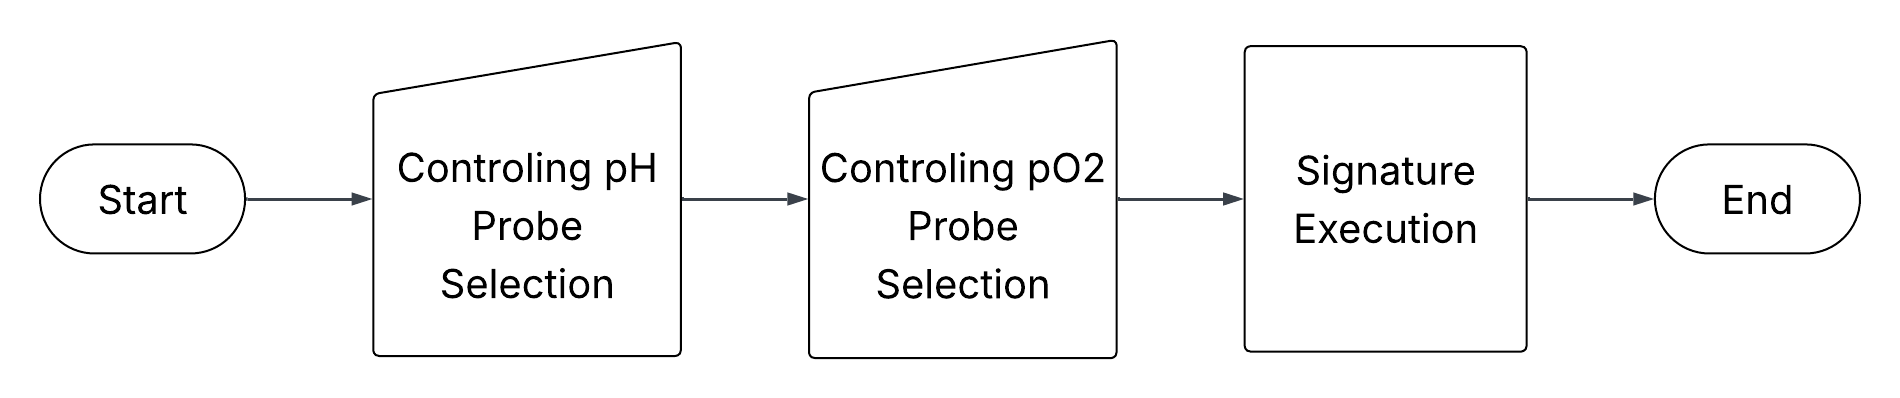 Start
Controling pH
Probe
Selection
Controling pO2
Probe
Selection
Signature
Execution
End